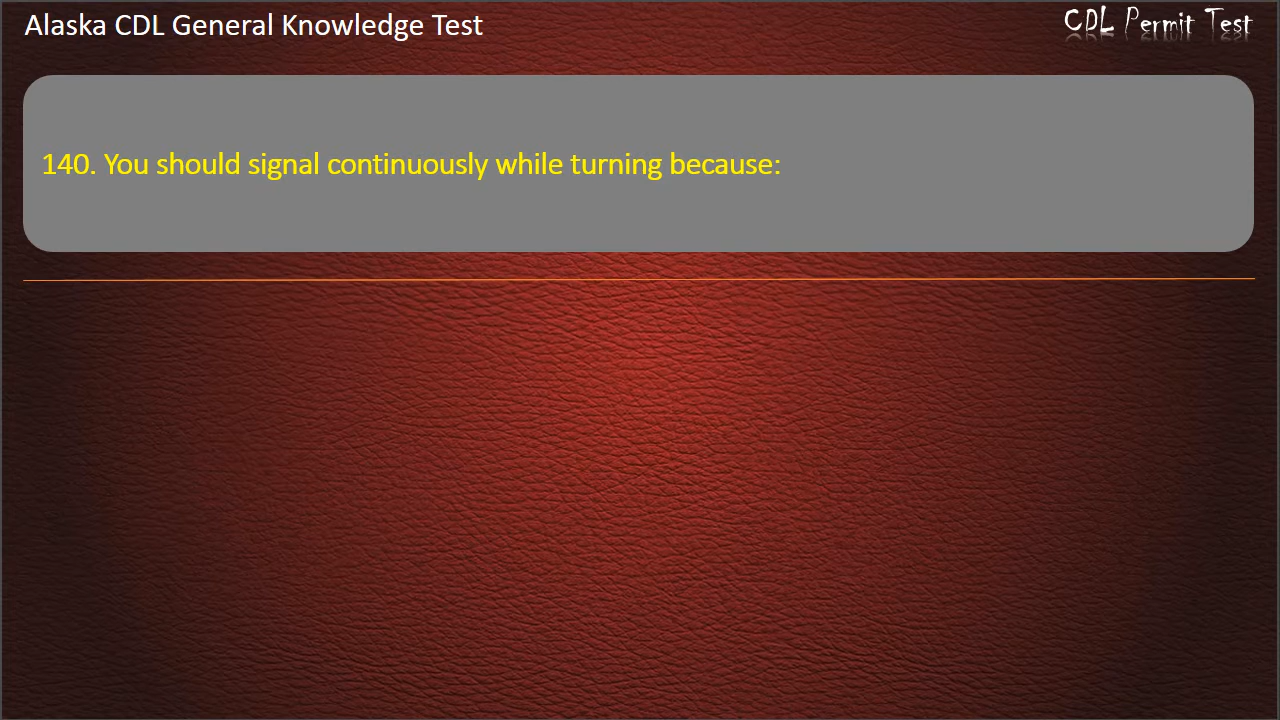 Alaska CDL General Knowledge Test
CDL Permit Test
140. You should signal continuously while turning because: